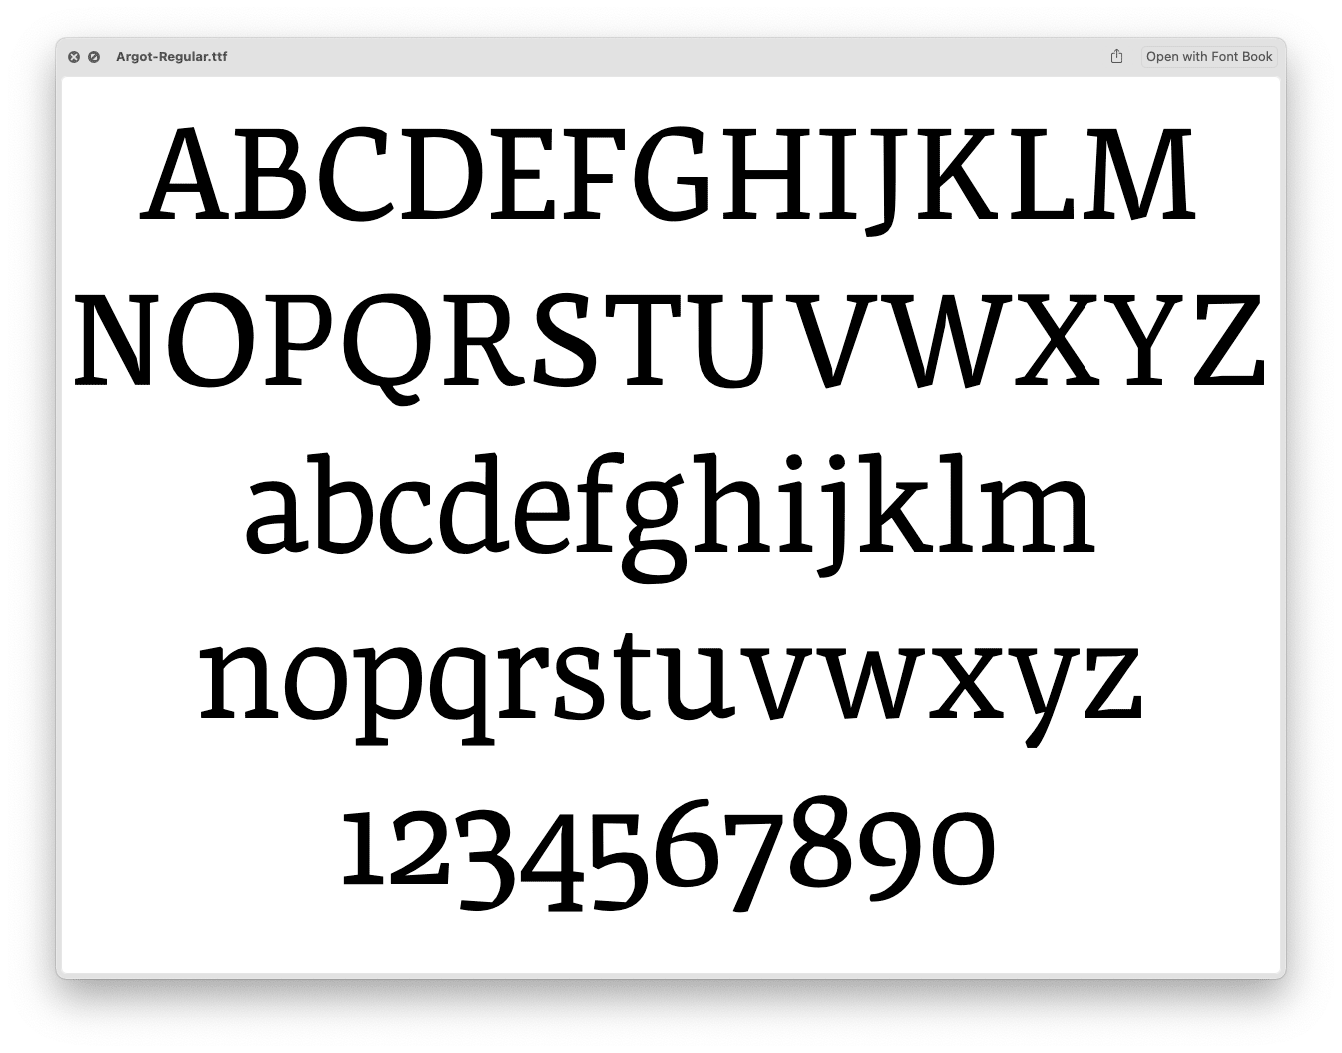 Argot-Regular.ttf Open with Font Book
ABCDEFGHIJKLM
NOPQRSTUVWXYZ
abcdefghijklm
nopqrstuvwxyz
1234567890